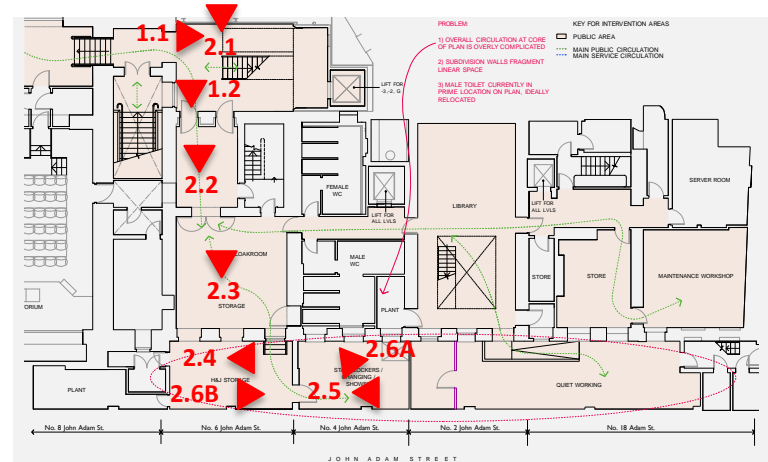 PROBLEM:
1) OVERALL CIRCULATION AT CORE
OF PLAN IS OVERLY COMPLICATED
2) SUBDIVISION WALLS FRAGMENT
LINEAR SPACE
3) MALE TOILET CURRENTLY IN
PRIME LOCATION ON PLAN, IDEALLY
RELOCATED
KEY FOR INTERVENTION AREAS
PUBLIC AREA
MAIN PUBLIC CIRCULATION
MAIN SERVICE CIRCULATION
1.1
2.1
1.2
LIFT FOR
-3,-2, G
2.2
FEMALE
WC
LIFT FOR
ALL LVLS
LIBRARY
LIFT FOR
ALL LVLS
SERVER ROOM
MALE
WC
2.3
STORAGE
PLANT
STORE
STORE
MAINTENANCE WORKSHOP
2.4
2.6A
H&J STORAGE
2.6B
2.5
PLANT
QUIET WORKING
No. 8 John Adam St.
No. 6 John Adam St.
No. 4 John Adam St.
No. 2 John Adam St.
No. 18 John Adam St.
JOHN ADAM STREET